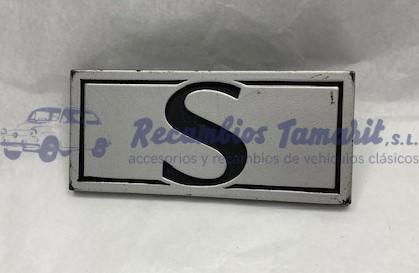 S
Recambios Tamarit, S.L.
accesorios y recambios de vehículos clásicos